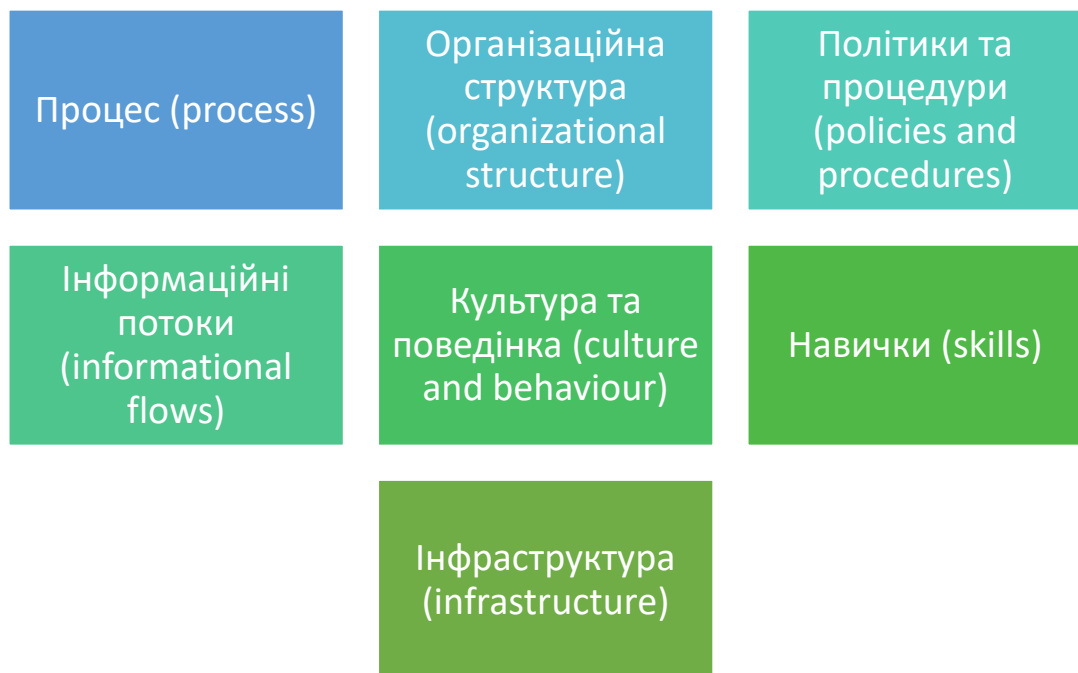 Процес (process)
Організаційна
структура
(organizational
structure)
Політики та
процедури
(policies and
procedures)
Інформаційні
потоки
(informational
flows)
Культура та
поведінка (culture
and behaviour)
Навички (skills)
Інфраструктура
(infrastructure)